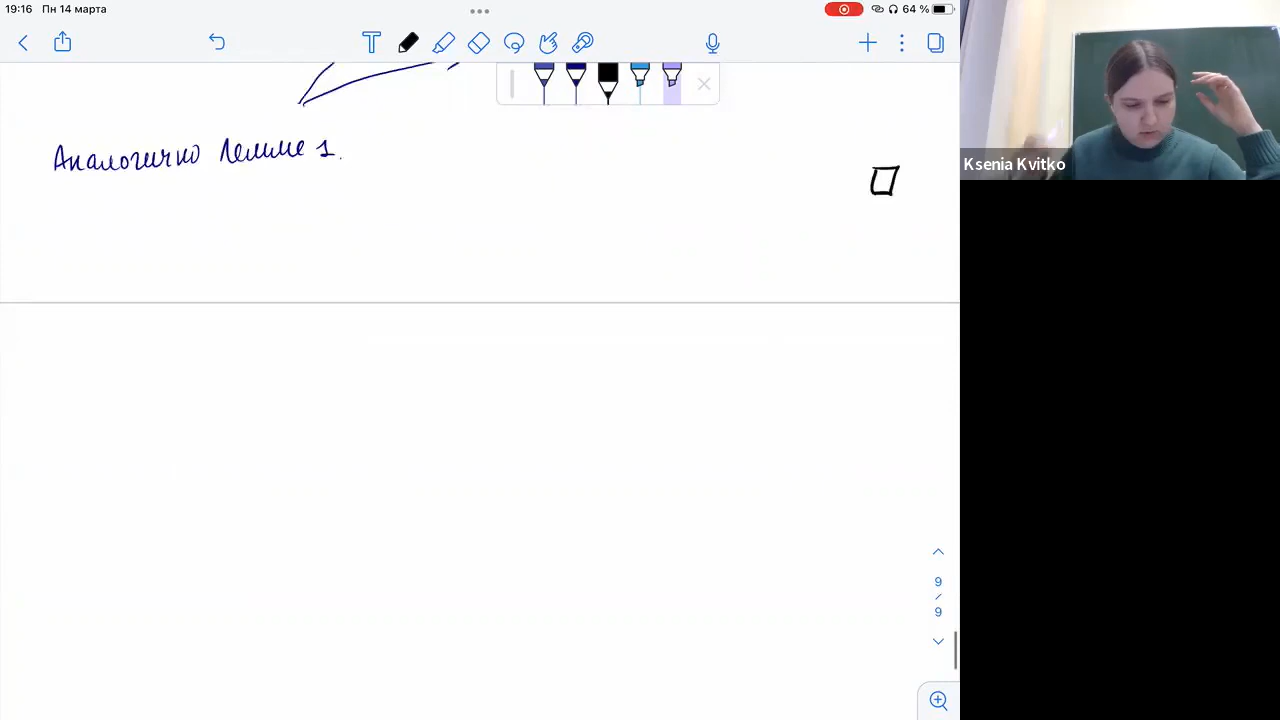 19:16 Пн 14 марта
64 %
Аналогично Лемме 1.
Ksenia Kvitko
9
9